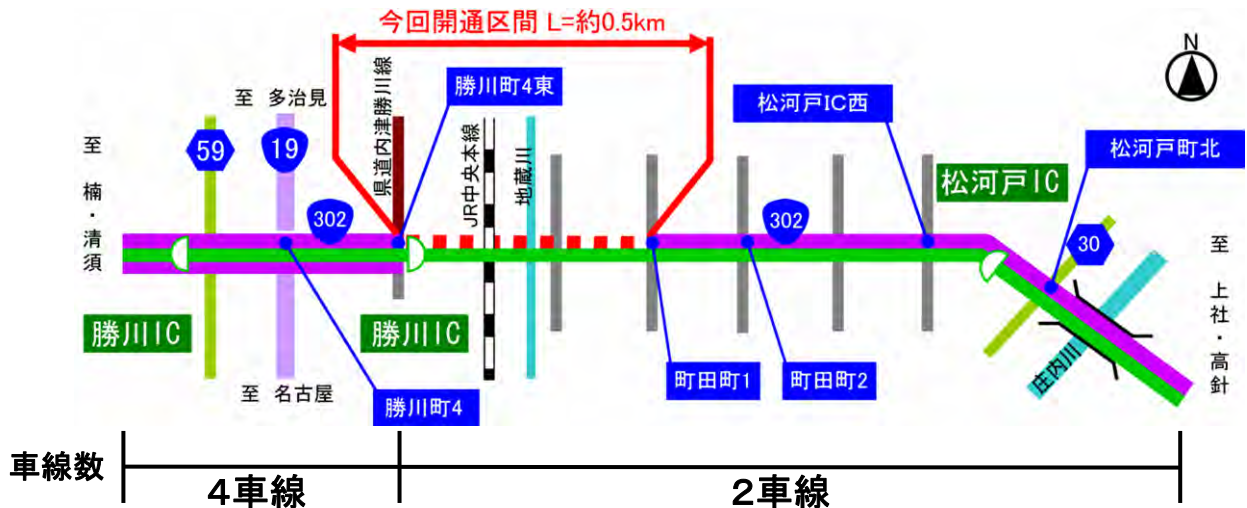 今回開通区間 L=約0.5km
N
至 多治見
県道内津勝川線
勝川町4東
松河戸IC西
至 楠・清須
59
19
302
JR中央本線
地蔵川
302
松河戸IC
松河戸町北
30
至 上社・高針
勝川IC
勝川IC
町田町1
町田町2
庄内川
至 名古屋
勝川町4
車線数
4車線
2車線